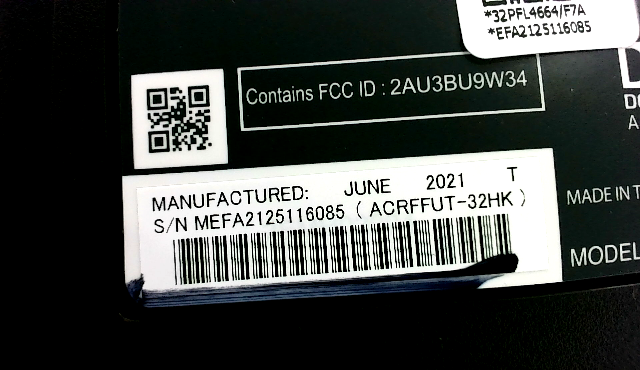 *32PFL4664/F7A
*EFA2125116085
Contains FCC ID : 2AU3BU9W34
MANUFACTURED: JUNE 2021 T
S/N MEFA2125116085 ( ACRFFUT-32HK )
MADE IN T
MODEL